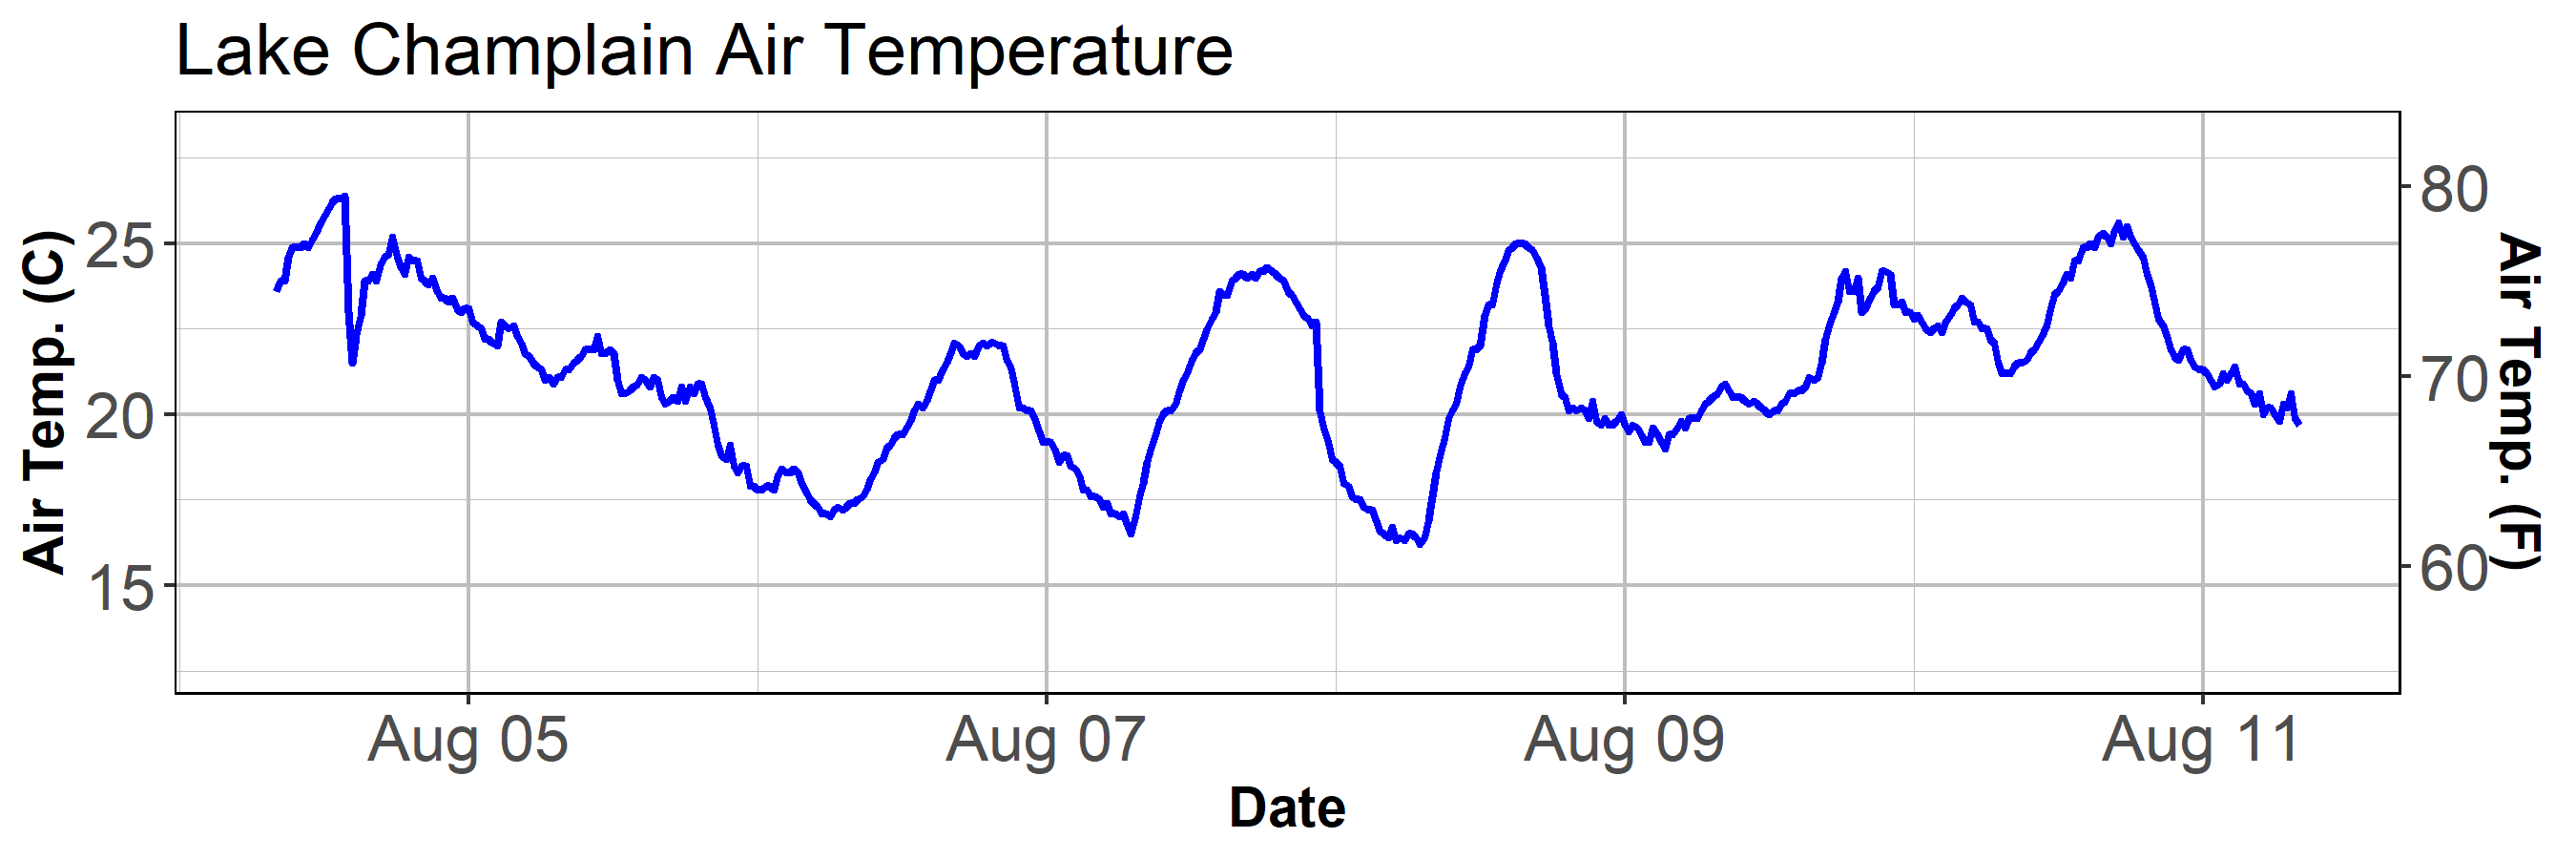 Lake Champlain Air Temperature
Air Temp. (C)
25
20
15
80
70
60
Air Temp. (F)
Aug 05
Aug 07
Aug 09
Aug 11
Date